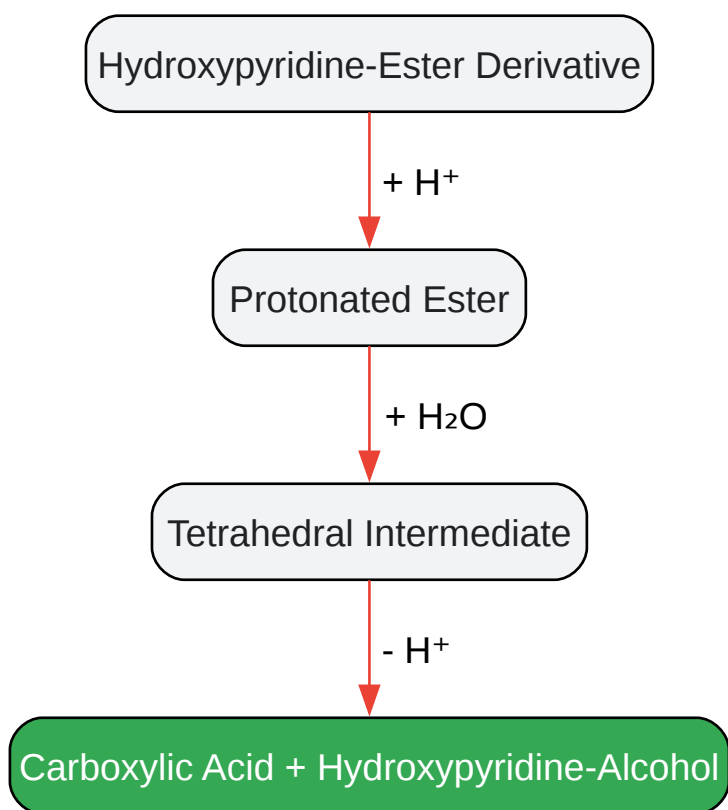 Hydroxypyridine-Ester Derivative
+ H⁺
Protonated Ester
+ H₂O
Tetrahedral Intermediate
- H⁺
Carboxylic Acid + Hydroxypyridine-Alcohol